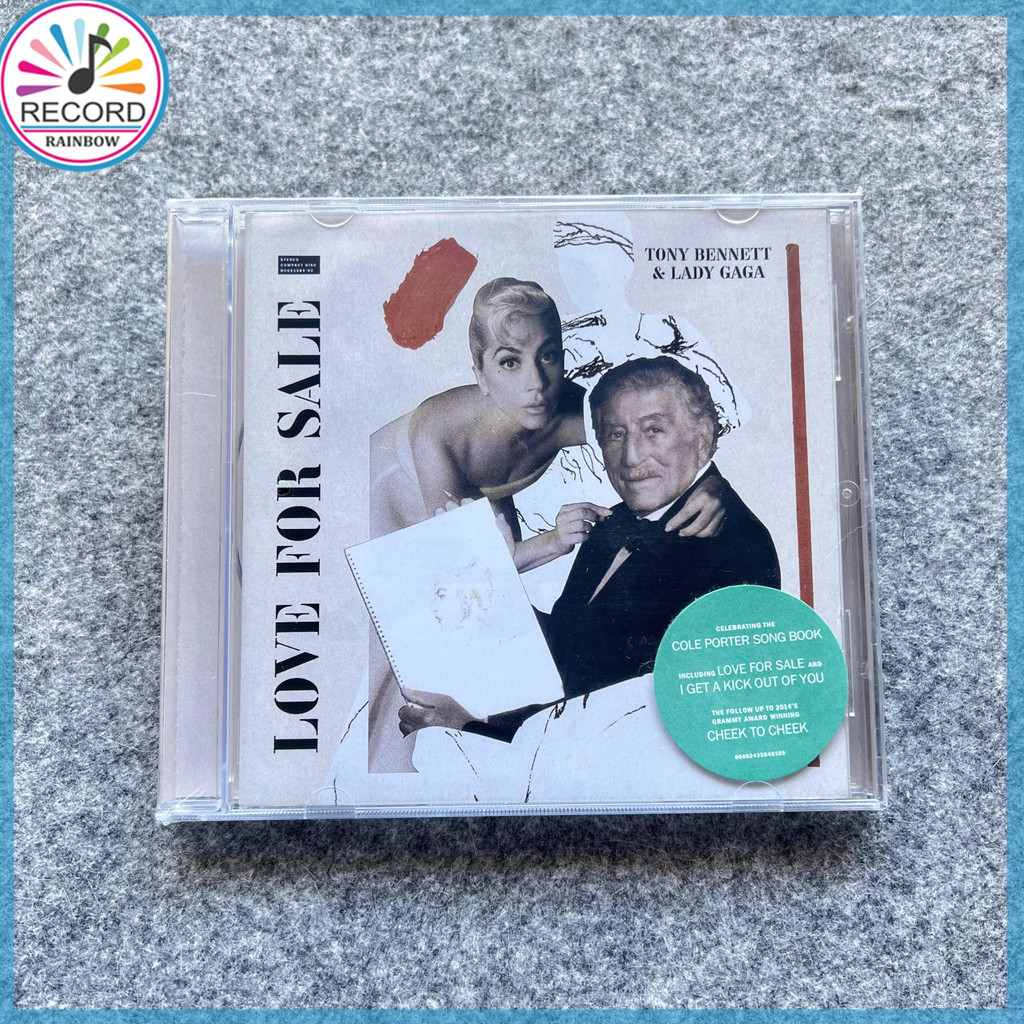 RECORD
RAINBOW
STEREO
COMPACT DISC
LOVE FOR SALE
TONY BENNETT
& LADY GAGA
CELEBRATING THE
COLE PORTER SONG BOOK
INCLUDING LOVE FOR SALE AND
I GET A KICK OUT OF YOU
THE FOLLOW UP TO 2014'S
GRAMMY AWARD WINNING
CHEEK TO CHEEK